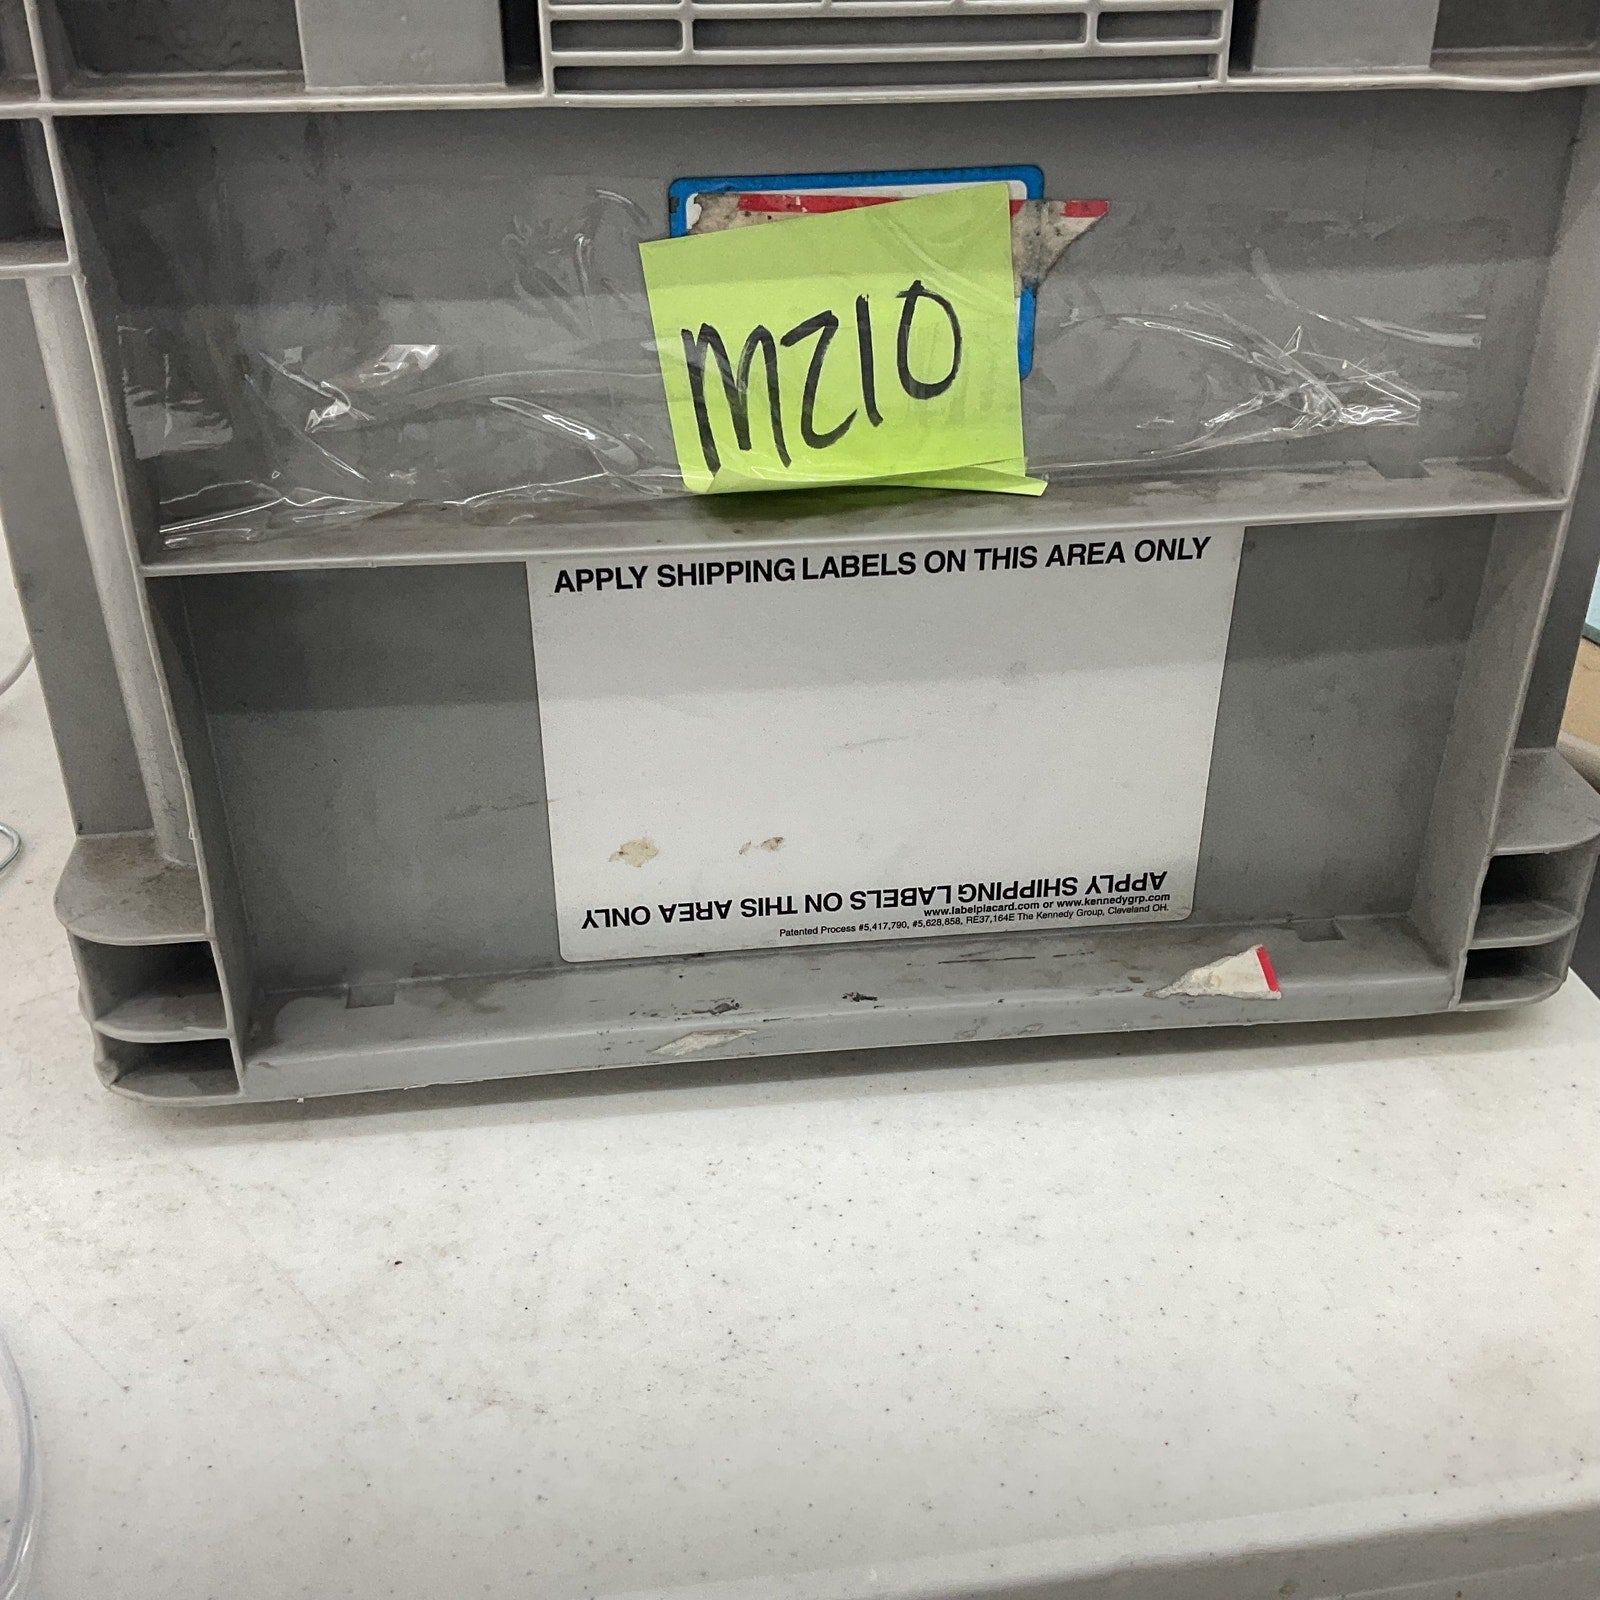 MZ10
APPLY SHIPPING LABELS ON THIS AREA ONLY
APPLY SHIPPING LABELS ON THIS AREA ONLY
www.labelplacard.com or www.kennedygrp.com
Patented Process #5,417,790, #5,628,858, RE37,164E The Kennedy Group, Cleveland OH.